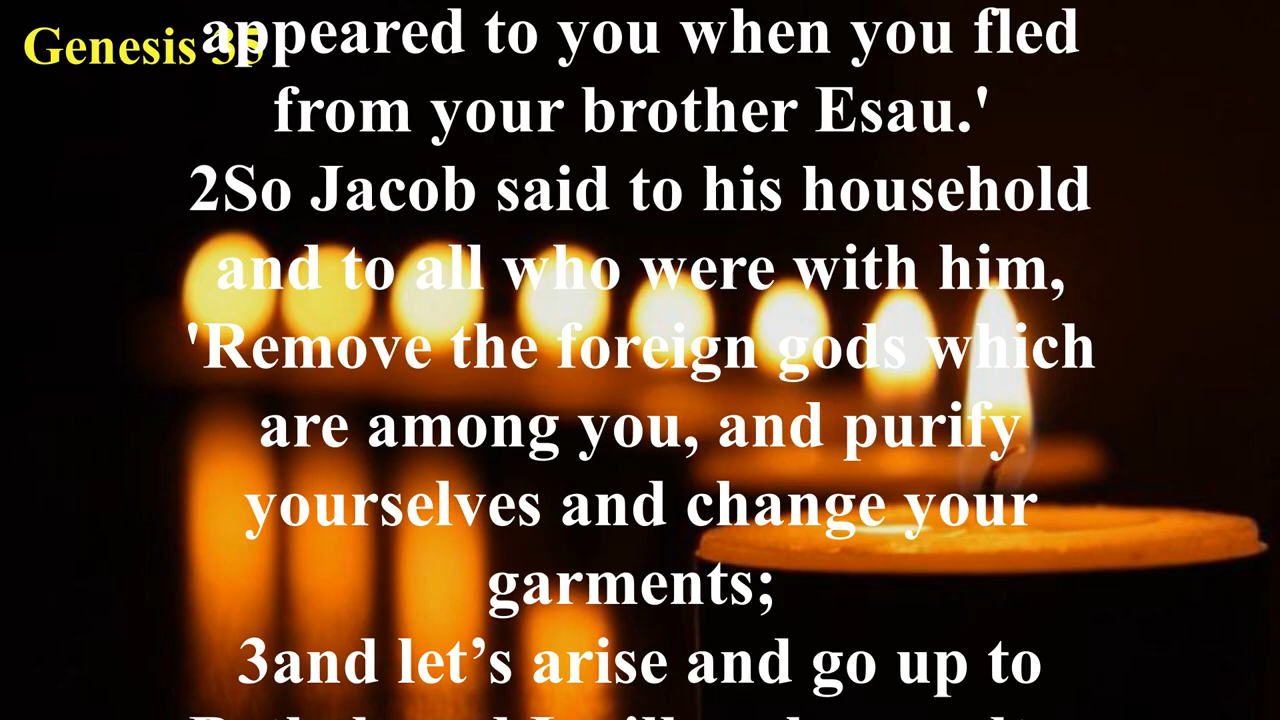 Genesis 35
appeared to you when you fled
from your brother Esau.'
2So Jacob said to his household
and to all who were with him,
'Remove the foreign gods which
are among you, and purify
yourselves and change your
garments;
3and let’s arise and go up to